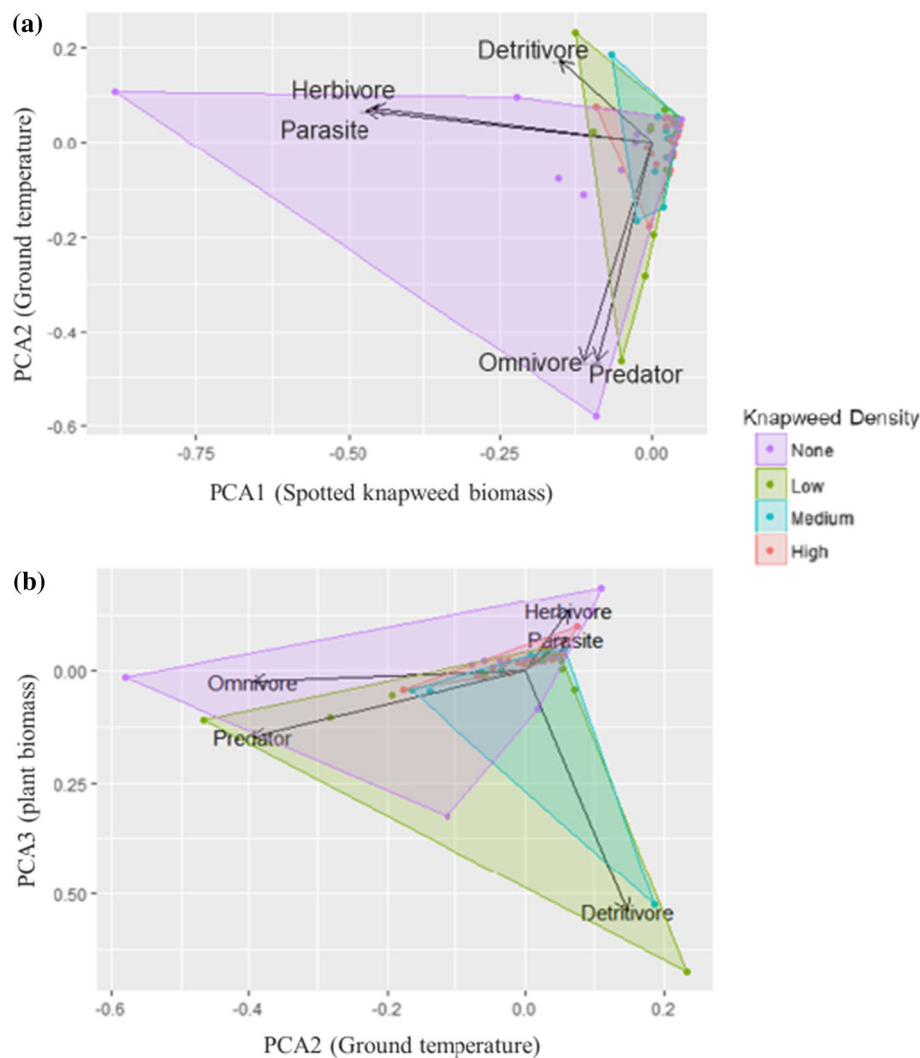 (a)
0.2
0.0
-0.2
-0.4
-0.6
PCA2 (Ground temperature)
Detritivore
Herbivore
Parasite
Omnivore
Predator
-0.75
-0.50
-0.25
0.00
PCA1 (Spotted knapweed biomass)
Knapweed Density
None
Low
Medium
High
(b)
0.00
0.25
0.50
PCA3 (plant biomass)
Herbivore
Parasite
Omnivore
Predator
Detritivore
-0.6
-0.4
-0.2
0.0
0.2
PCA2 (Ground temperature)